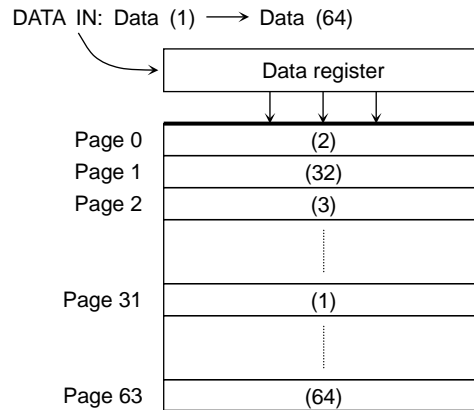 DATA IN: Data (1) Data (64)
Data register
Page 0 (2)
Page 1 (32)
Page 2 (3)
Page 31 (1)
Page 63 (64)